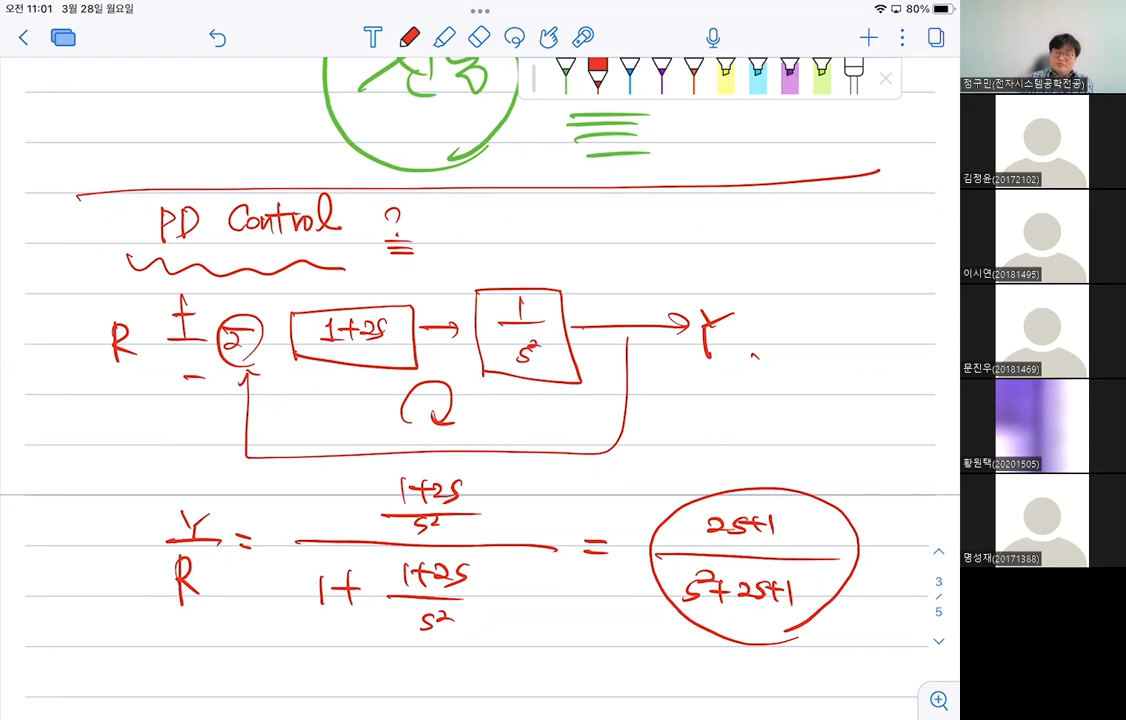 오전 11:01 3월 28일 월요일
80%
T
PD Control ?
R + - Σ 1+2s → 1/s² → Y
Y/R = ((1+2s)/s²) / (1 + (1+2s)/s²) = (2s+1)/(s²+2s+1)
3
/
5
정구민(전자시스템공학전공)
김정윤(20172102)
이시연(20181495)
문진우(20181469)
황원택(20201505)
명성재(20171388)